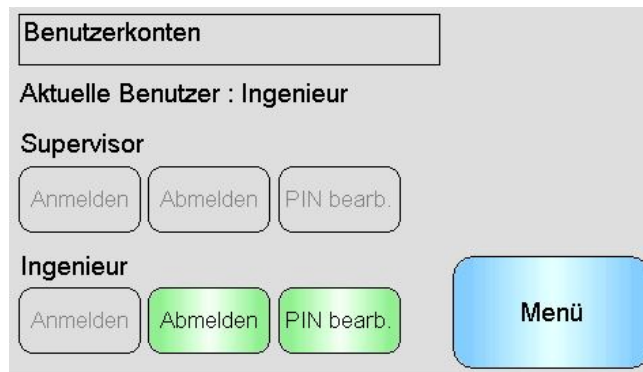 Benutzerkonten
Aktuelle Benutzer : Ingenieur
Supervisor
Anmelden Abmelden PIN bearb.
Ingenieur
Anmelden Abmelden PIN bearb.
Menü